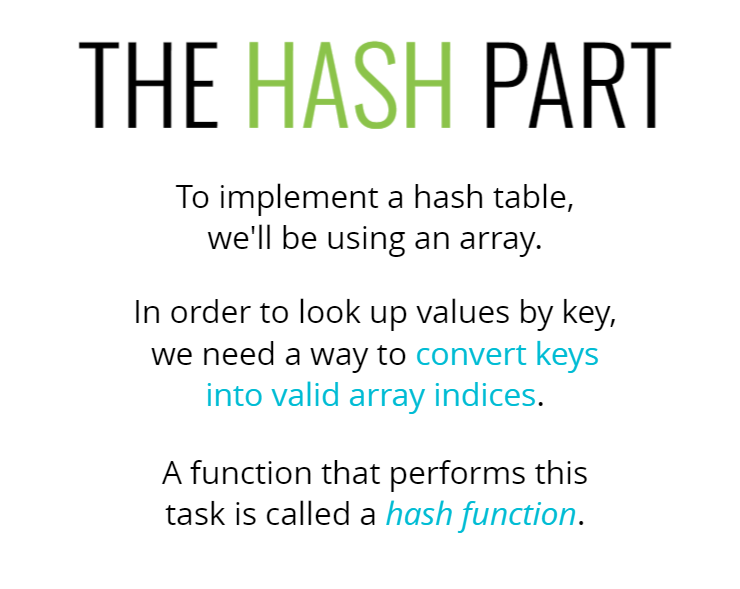 THE HASH PART
To implement a hash table,
we'll be using an array.
In order to look up values by key,
we need a way to convert keys
into valid array indices.
A function that performs this
task is called a hash function.